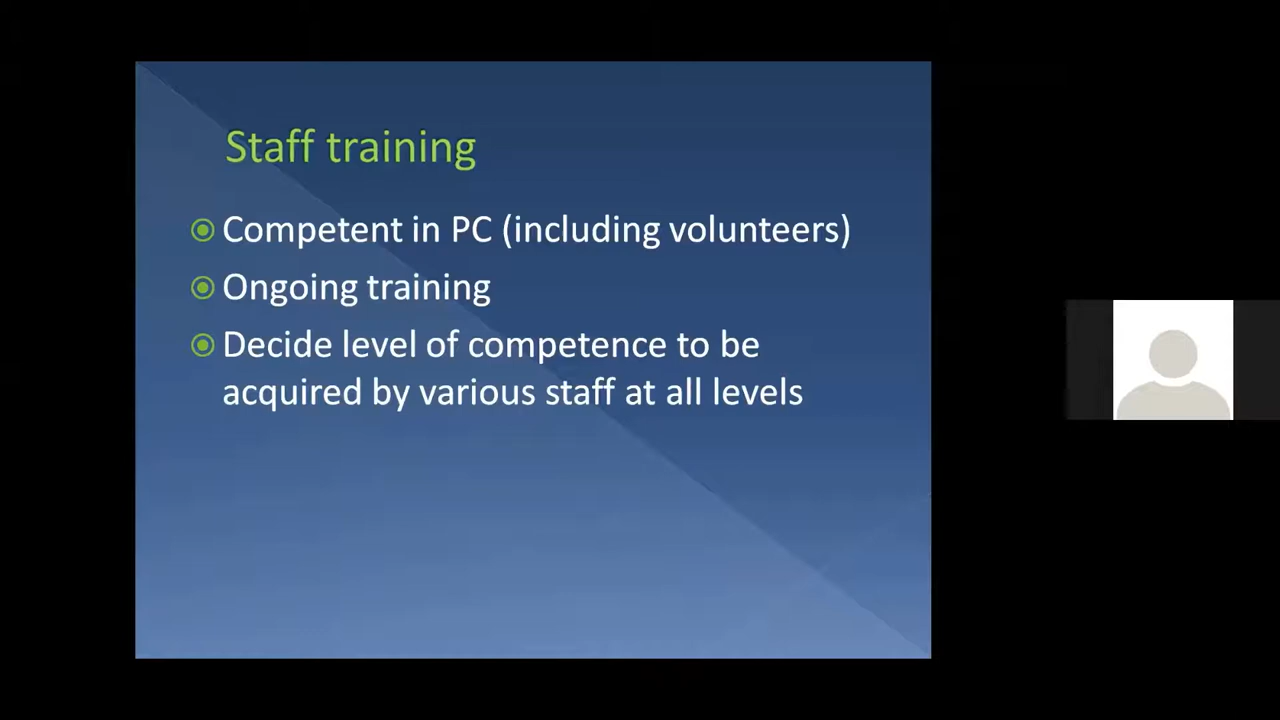 Staff training
Competent in PC (including volunteers)
Ongoing training
Decide level of competence to be
acquired by various staff at all levels